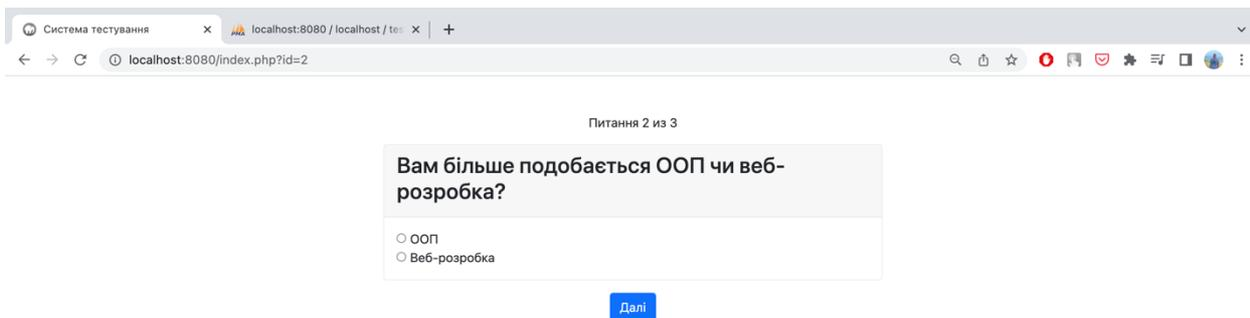 Система тестування
localhost:8080 / localhost / tes
localhost:8080/index.php?id=2
Питання 2 из 3
Вам більше подобається ООП чи веб-
розробка?
ООП
Веб-розробка
Далі